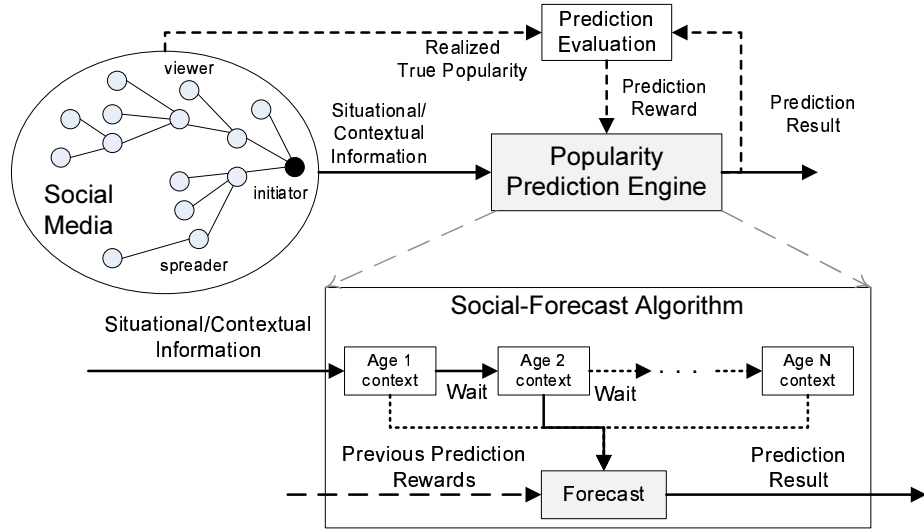 Prediction
Evaluation
Realized
True Popularity
viewer
Prediction
Reward
Prediction
Result
Situational/
Contextual
Information
Popularity
Prediction Engine
Social
Media
initiator
spreader
Social-Forecast Algorithm
Situational/Contextual
Information
Age 1
context
Wait
Age 2
context
Wait
. . .
Age N
context
Previous Prediction
Rewards
Forecast
Prediction
Result